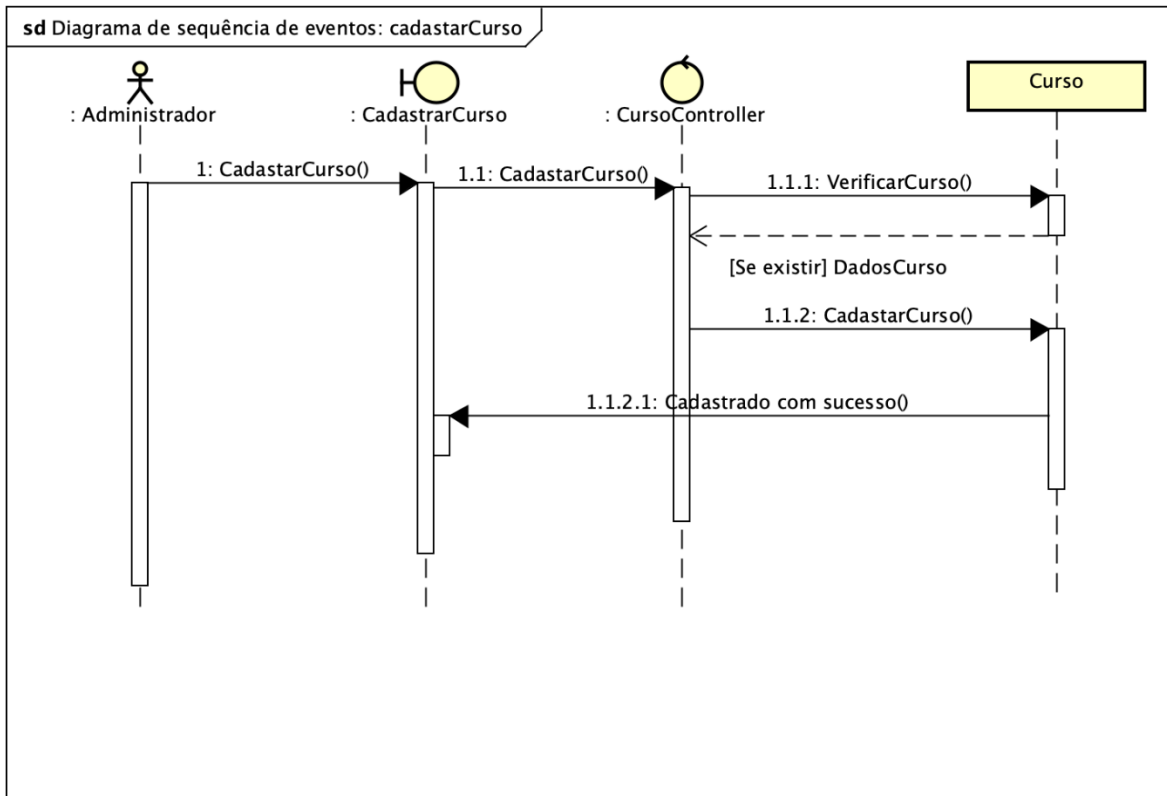 sd Diagrama de sequência de eventos: cadastarCurso
: Administrador
: CadastrarCurso
: CursoController
Curso
1: CadastarCurso()
1.1: CadastarCurso()
1.1.1: VerificarCurso()
[Se existir] DadosCurso
1.1.2: CadastarCurso()
1.1.2.1: Cadastrado com sucesso()